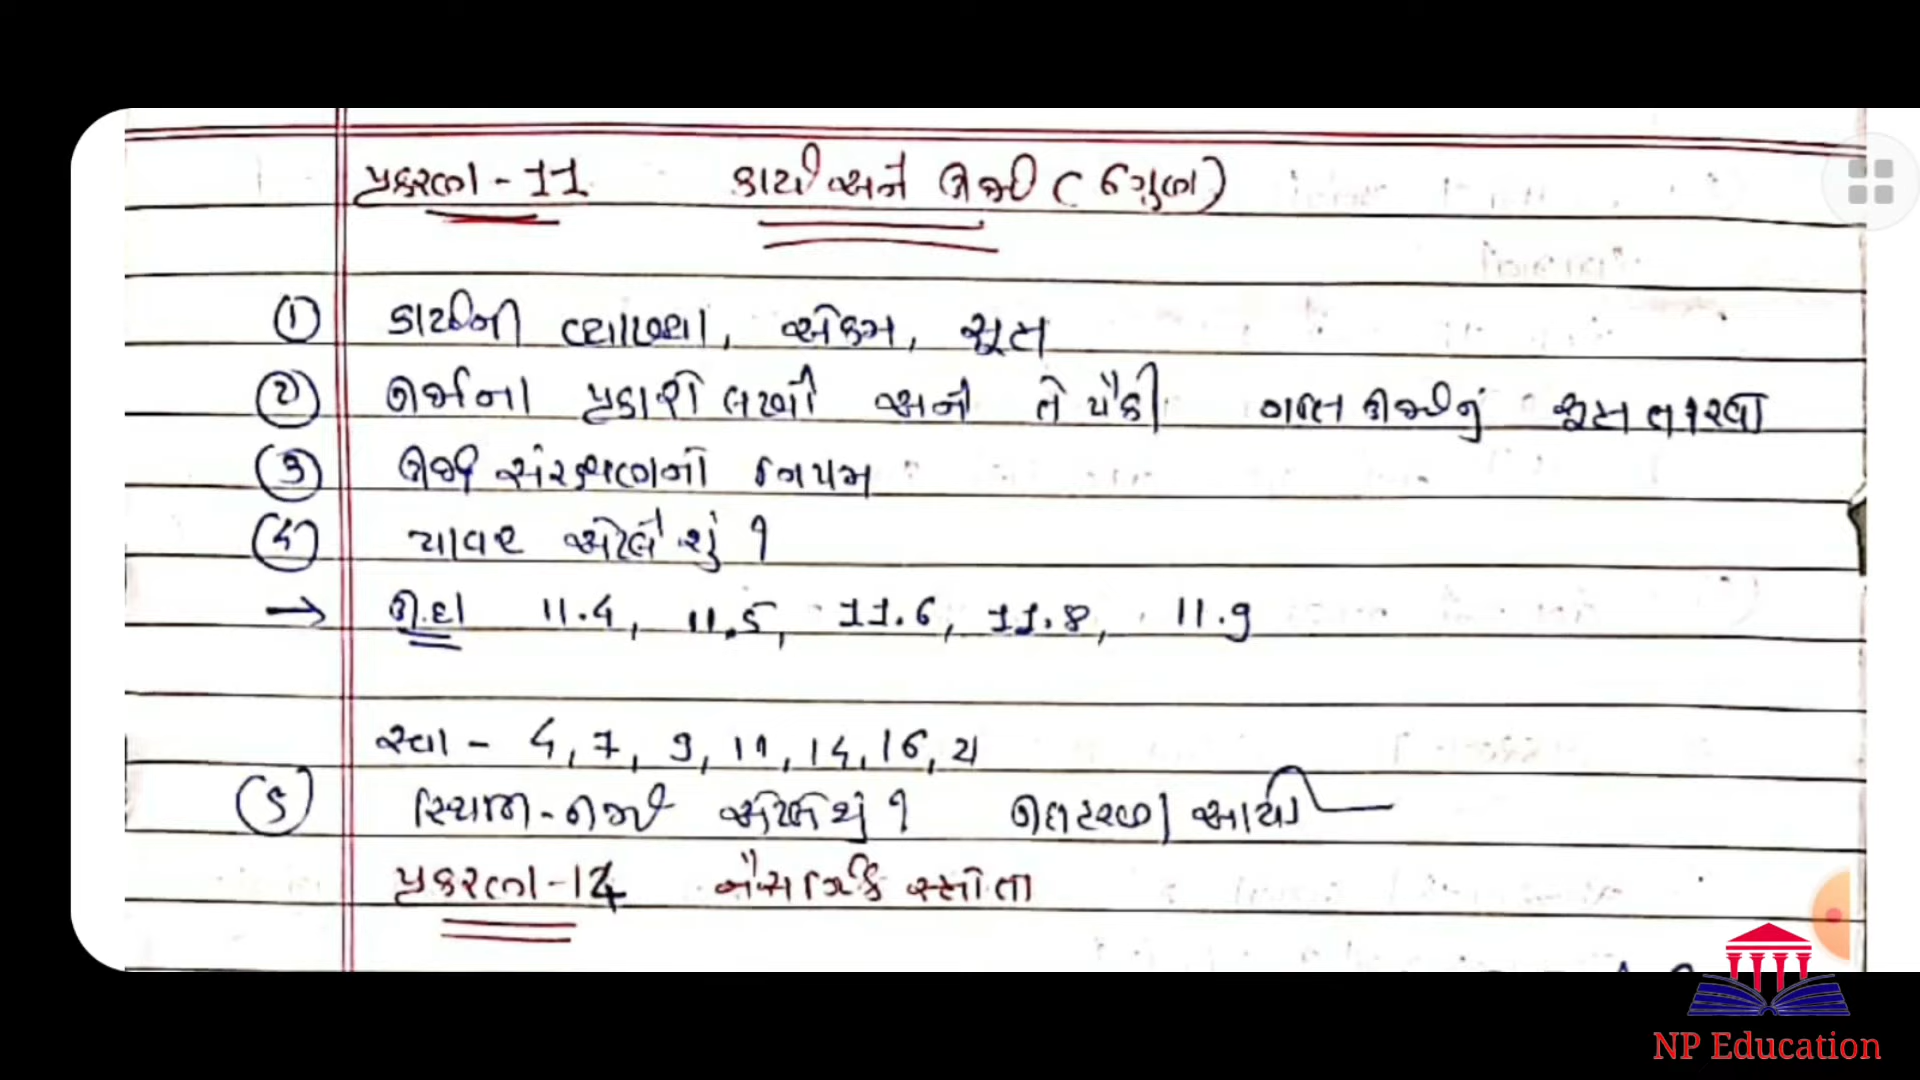 પ્રકરણ - 11 કાર્ય અને ઊર્જા ( 6 ગુણ)
① કાર્યની વ્યાખ્યા, એકમ, સૂત્ર
② ઊર્જાના પ્રકારો લખી અને તે પૈકી ગતિ ઊર્જાનું સૂત્ર તારવો
③ ઊર્જા સંરક્ષણનો નિયમ
④ પાવર એટલે શું ?
→ ઉ.દા 11.4, 11.5, 11.6, 11.8, 11.9
સ્વા - 4, 7, 9, 11, 14, 16, 21
⑤ સ્થિતિ - ઊર્જા એટલે શું ? ઉદાહરણ આપી
પ્રકરણ - 14 નૈસર્ગિક સ્ત્રોતો
NP Education